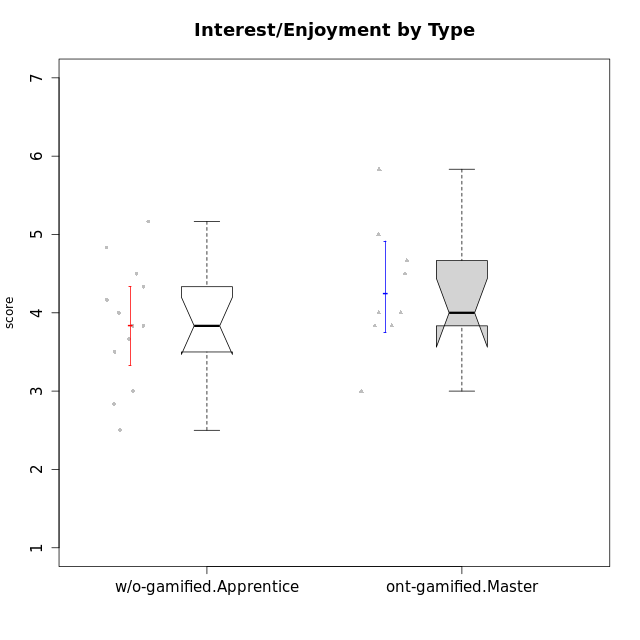 Interest/Enjoyment by Type
score
7
6
5
4
3
2
1
w/o-gamified.Apprentice
ont-gamified.Master